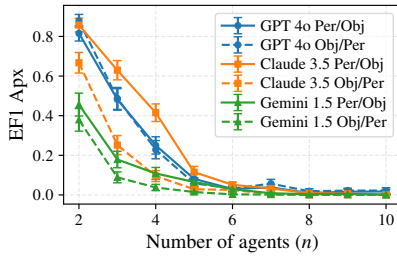 EF1 Apx
0.8
0.6
0.4
0.2
0.0
GPT 4o Per/Obj
GPT 4o Obj/Per
Claude 3.5 Per/Obj
Claude 3.5 Obj/Per
Gemini 1.5 Per/Obj
Gemini 1.5 Obj/Per
2 4 6 8 10
Number of agents (n)